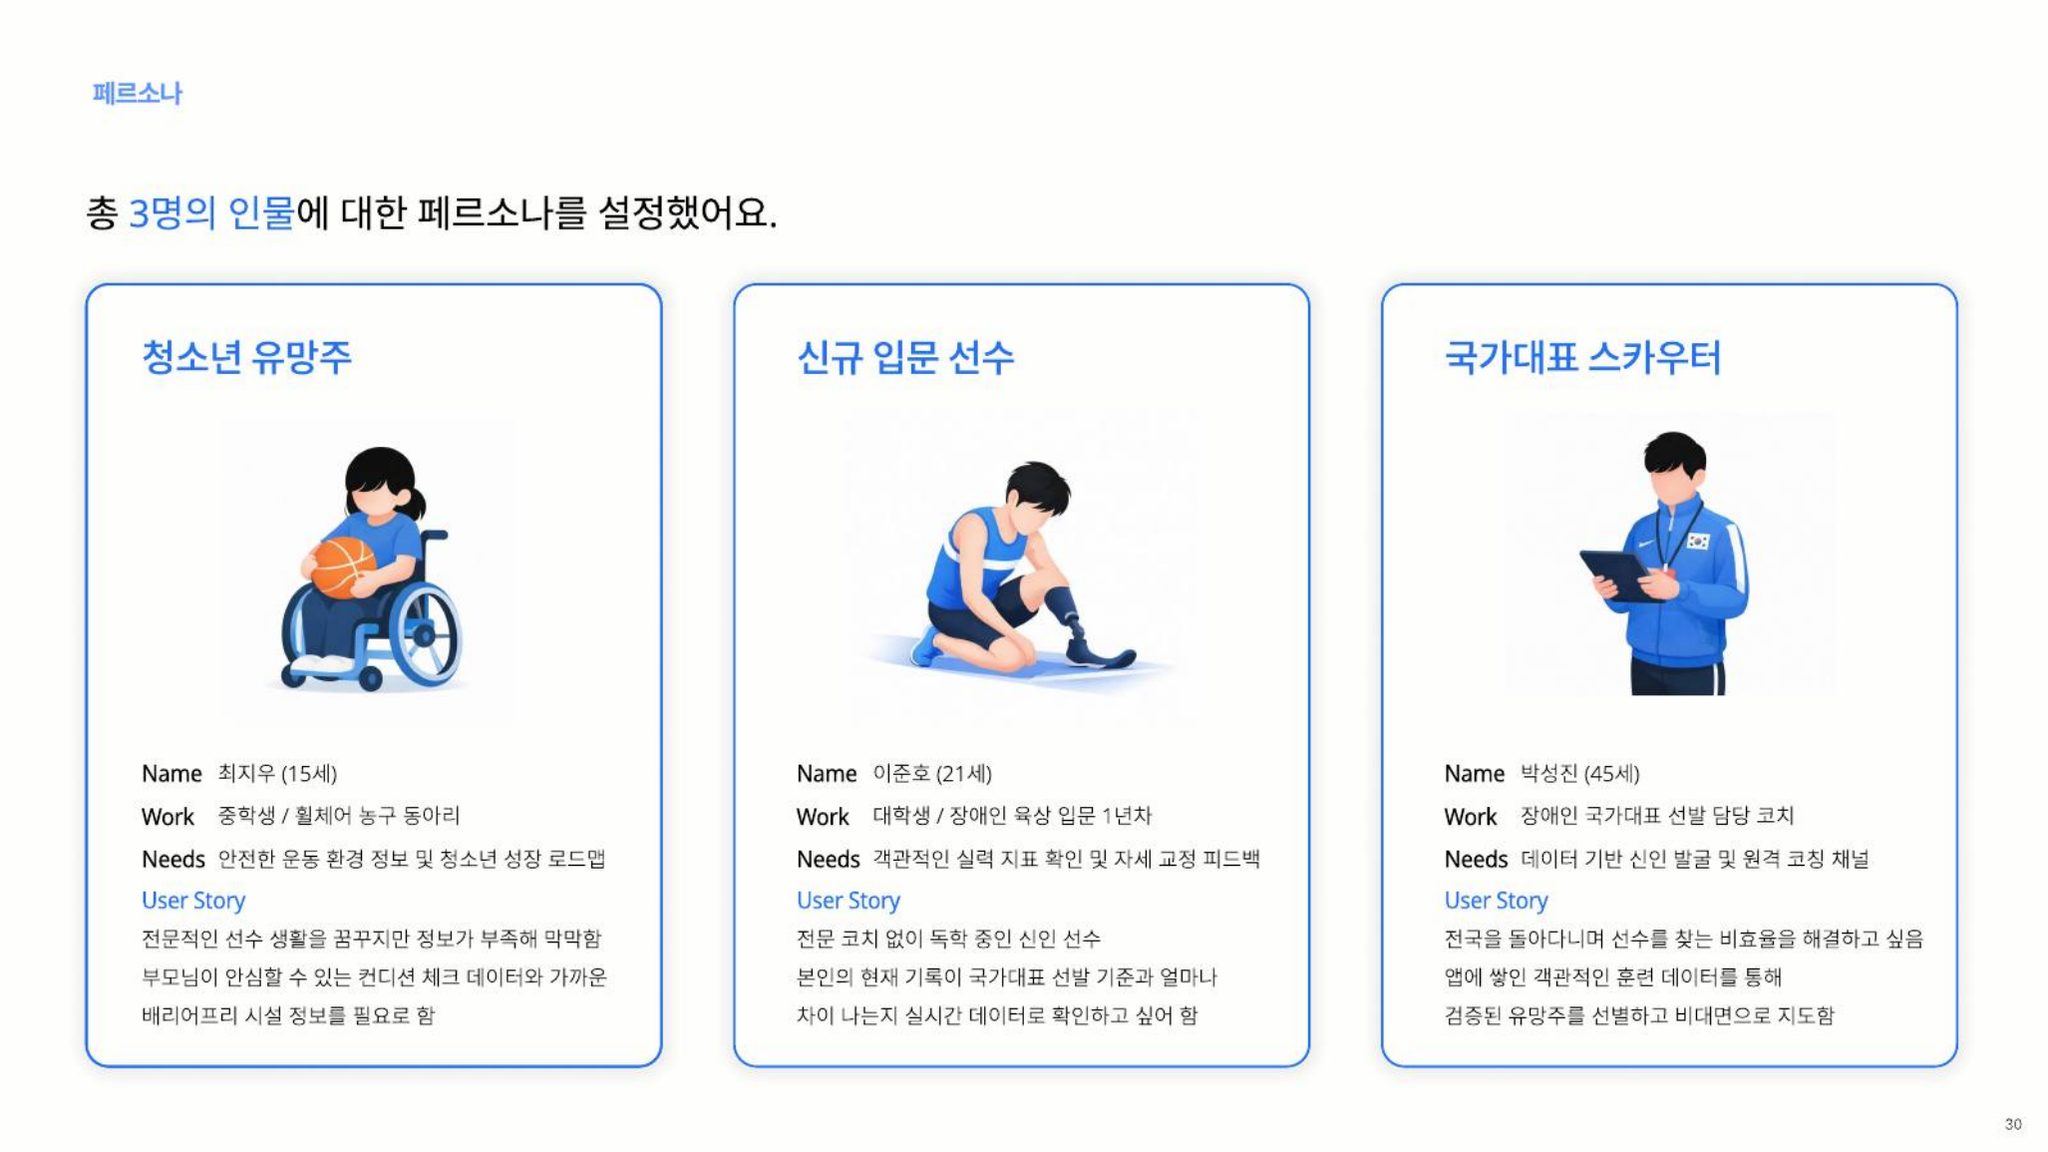 페르소나
총 3명의 인물에 대한 페르소나를 설정했어요.
청소년 유망주
Name 최지우 (15세)
Work 중학생 / 휠체어 농구 동아리
Needs 안전한 운동 환경 정보 및 청소년 성장 로드맵
User Story
전문적인 선수 생활을 꿈꾸지만 정보가 부족해 막막함
부모님이 안심할 수 있는 컨디션 체크 데이터와 가까운
배리어프리 시설 정보를 필요로 함
신규 입문 선수
Name 이준호 (21세)
Work 대학생 / 장애인 육상 입문 1년차
Needs 객관적인 실력 지표 확인 및 자세 교정 피드백
User Story
전문 코치 없이 독학 중인 신인 선수
본인의 현재 기록이 국가대표 선발 기준과 얼마나
차이 나는지 실시간 데이터로 확인하고 싶어 함
국가대표 스카우터
Name 박성진 (45세)
Work 장애인 국가대표 선발 담당 코치
Needs 데이터 기반 신인 발굴 및 원격 코칭 채널
User Story
전국을 돌아다니며 선수를 찾는 비효율을 해결하고 싶음
앱에 쌓인 객관적인 훈련 데이터를 통해
검증된 유망주를 선별하고 비대면으로 지도함
30